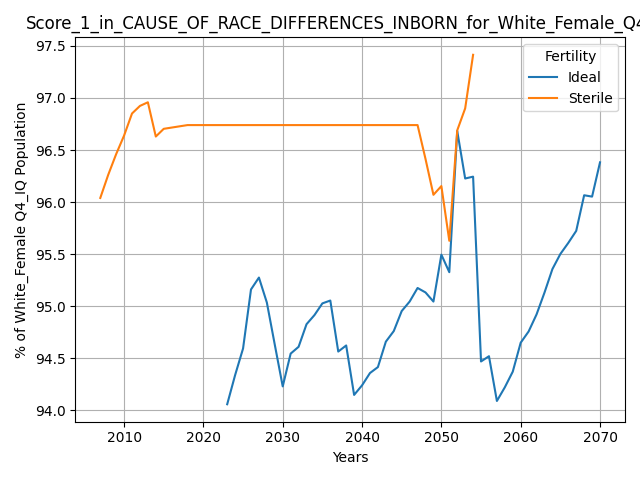 Score_1_in_CAUSE_OF_RACE_DIFFERENCES_INBORN_for_White_Female_Q4
97.5
97.0
96.5
96.0
95.5
95.0
94.5
94.0
% of White_Female Q4_IQ Population
Fertility
Ideal
Sterile
2010 2020 2030 2040 2050 2060 2070
Years